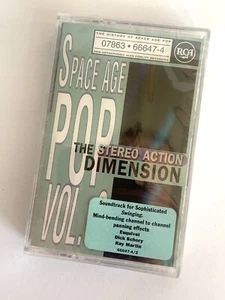 THE HISTORY OF SPACE AGE POP
07863 • 66647-4
RCA
SPACE AGE
POP
VOL.
THE STEREO ACTION
DIMENSION
Soundtrack for Sophisticated
Swinging:
Mind-bending channel to channel
panning effects
Esquivel
Dick Schory
Ray Martin
66647-4/2